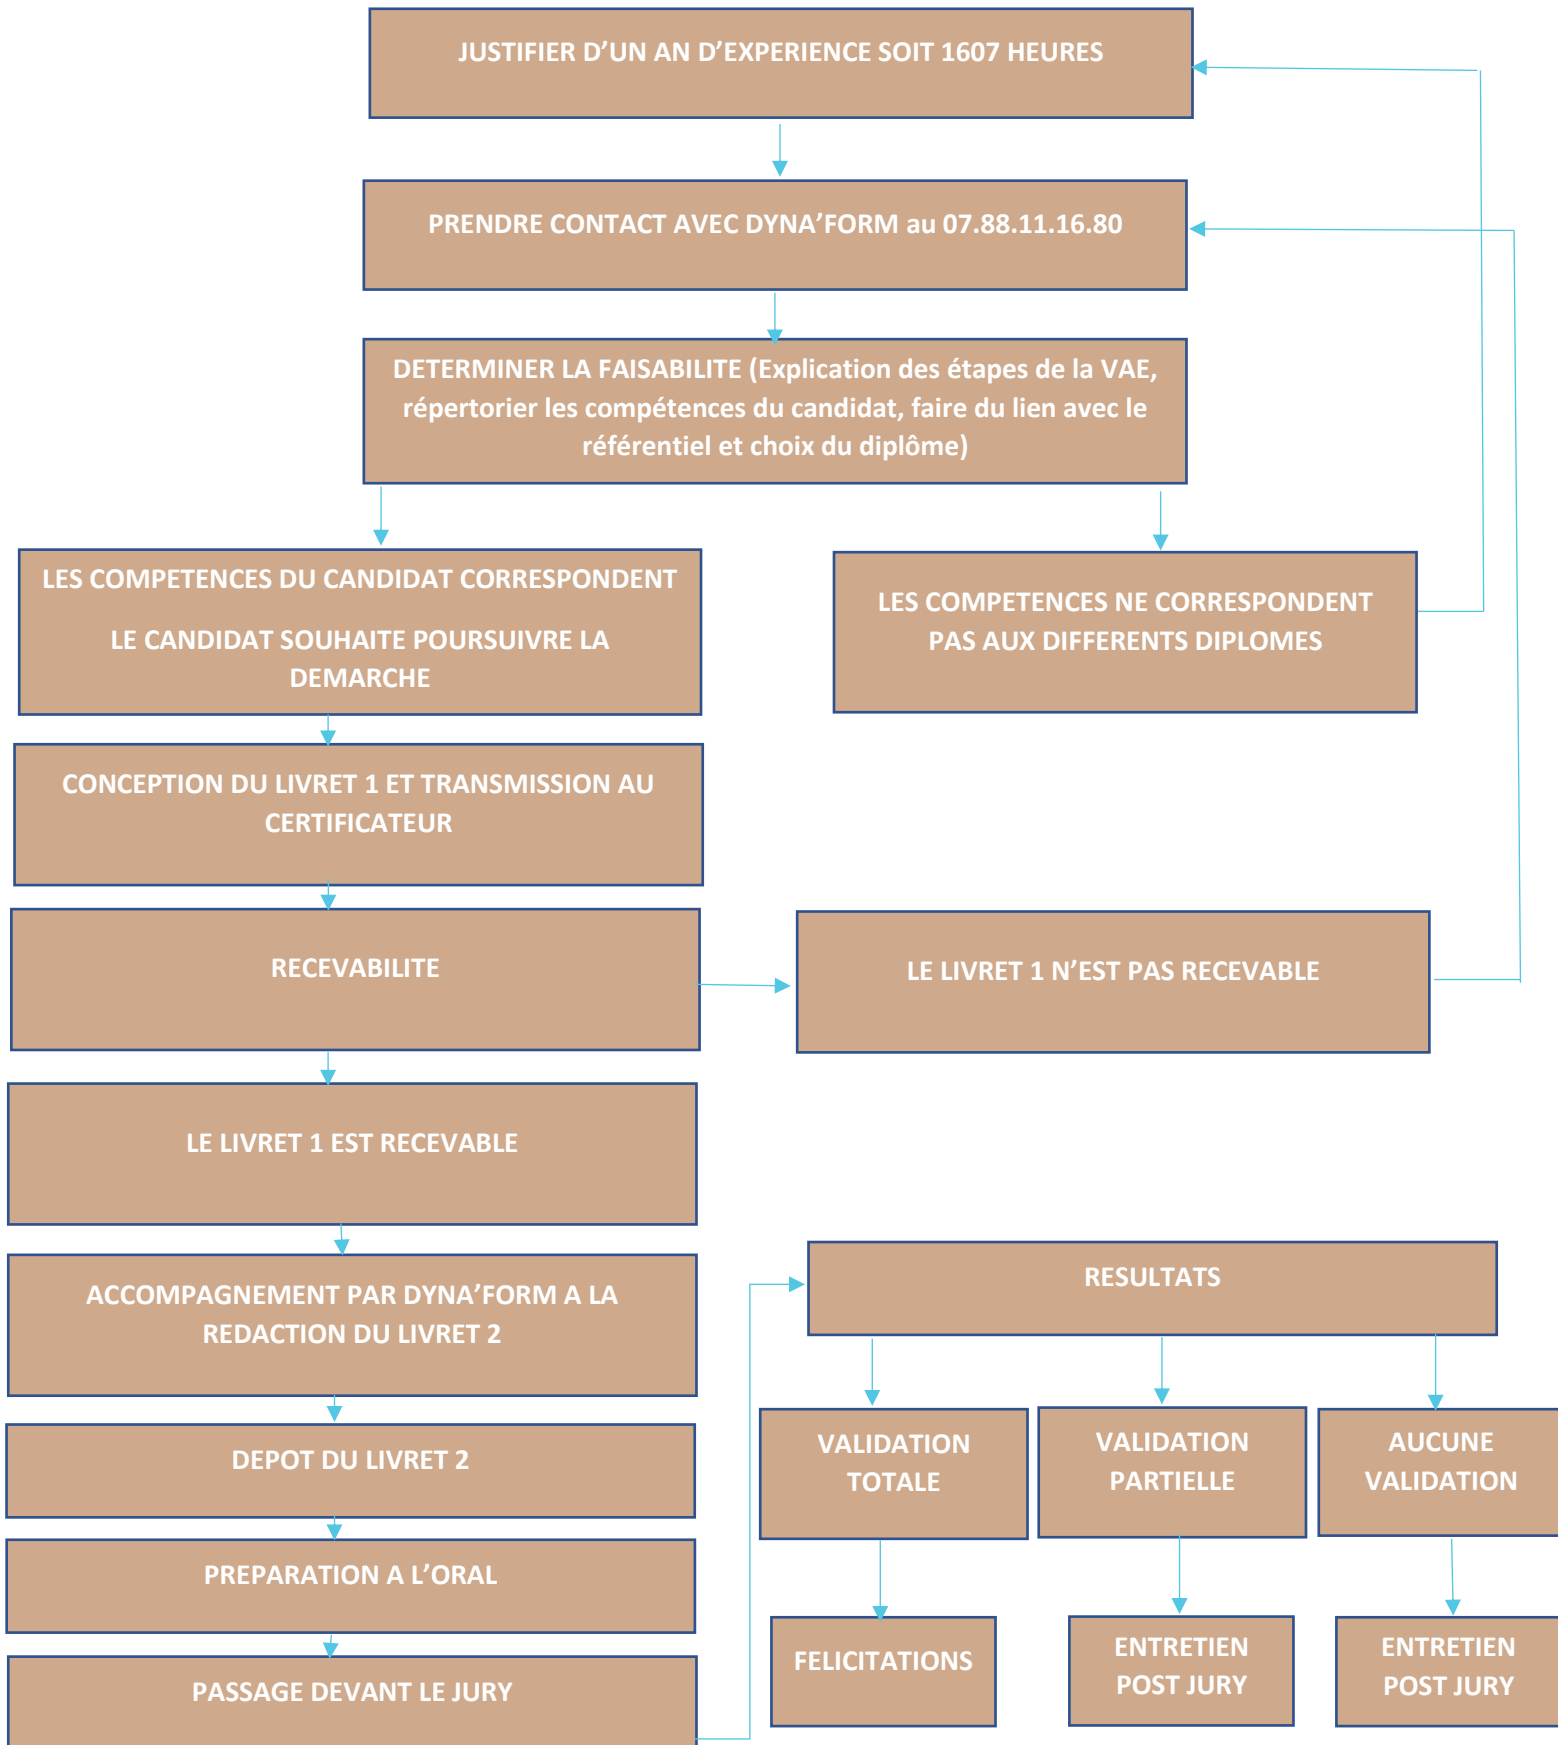 JUSTIFIER D’UN AN D’EXPERIENCE SOIT 1607 HEURES
PRENDRE CONTACT AVEC DYNA’FORM au 07.88.11.16.80
DETERMINER LA FAISABILITE (Explication des étapes de la VAE,
répertorier les compétences du candidat, faire du lien avec le
référentiel et choix du diplôme)
LES COMPETENCES DU CANDIDAT CORRESPONDENT
LE CANDIDAT SOUHAITE POURSUIVRE LA
DEMARCHE
LES COMPETENCES NE CORRESPONDENT
PAS AUX DIFFERENTS DIPLOMES
CONCEPTION DU LIVRET 1 ET TRANSMISSION AU
CERTIFICATEUR
RECEVABILITE
LE LIVRET 1 N’EST PAS RECEVABLE
LE LIVRET 1 EST RECEVABLE
ACCOMPAGNEMENT PAR DYNA’FORM A LA
REDACTION DU LIVRET 2
DEPOT DU LIVRET 2
PREPARATION A L’ORAL
PASSAGE DEVANT LE JURY
RESULTATS
VALIDATION
TOTALE
VALIDATION
PARTIELLE
AUCUNE
VALIDATION
FELICITATIONS
ENTRETIEN
POST JURY
ENTRETIEN
POST JURY